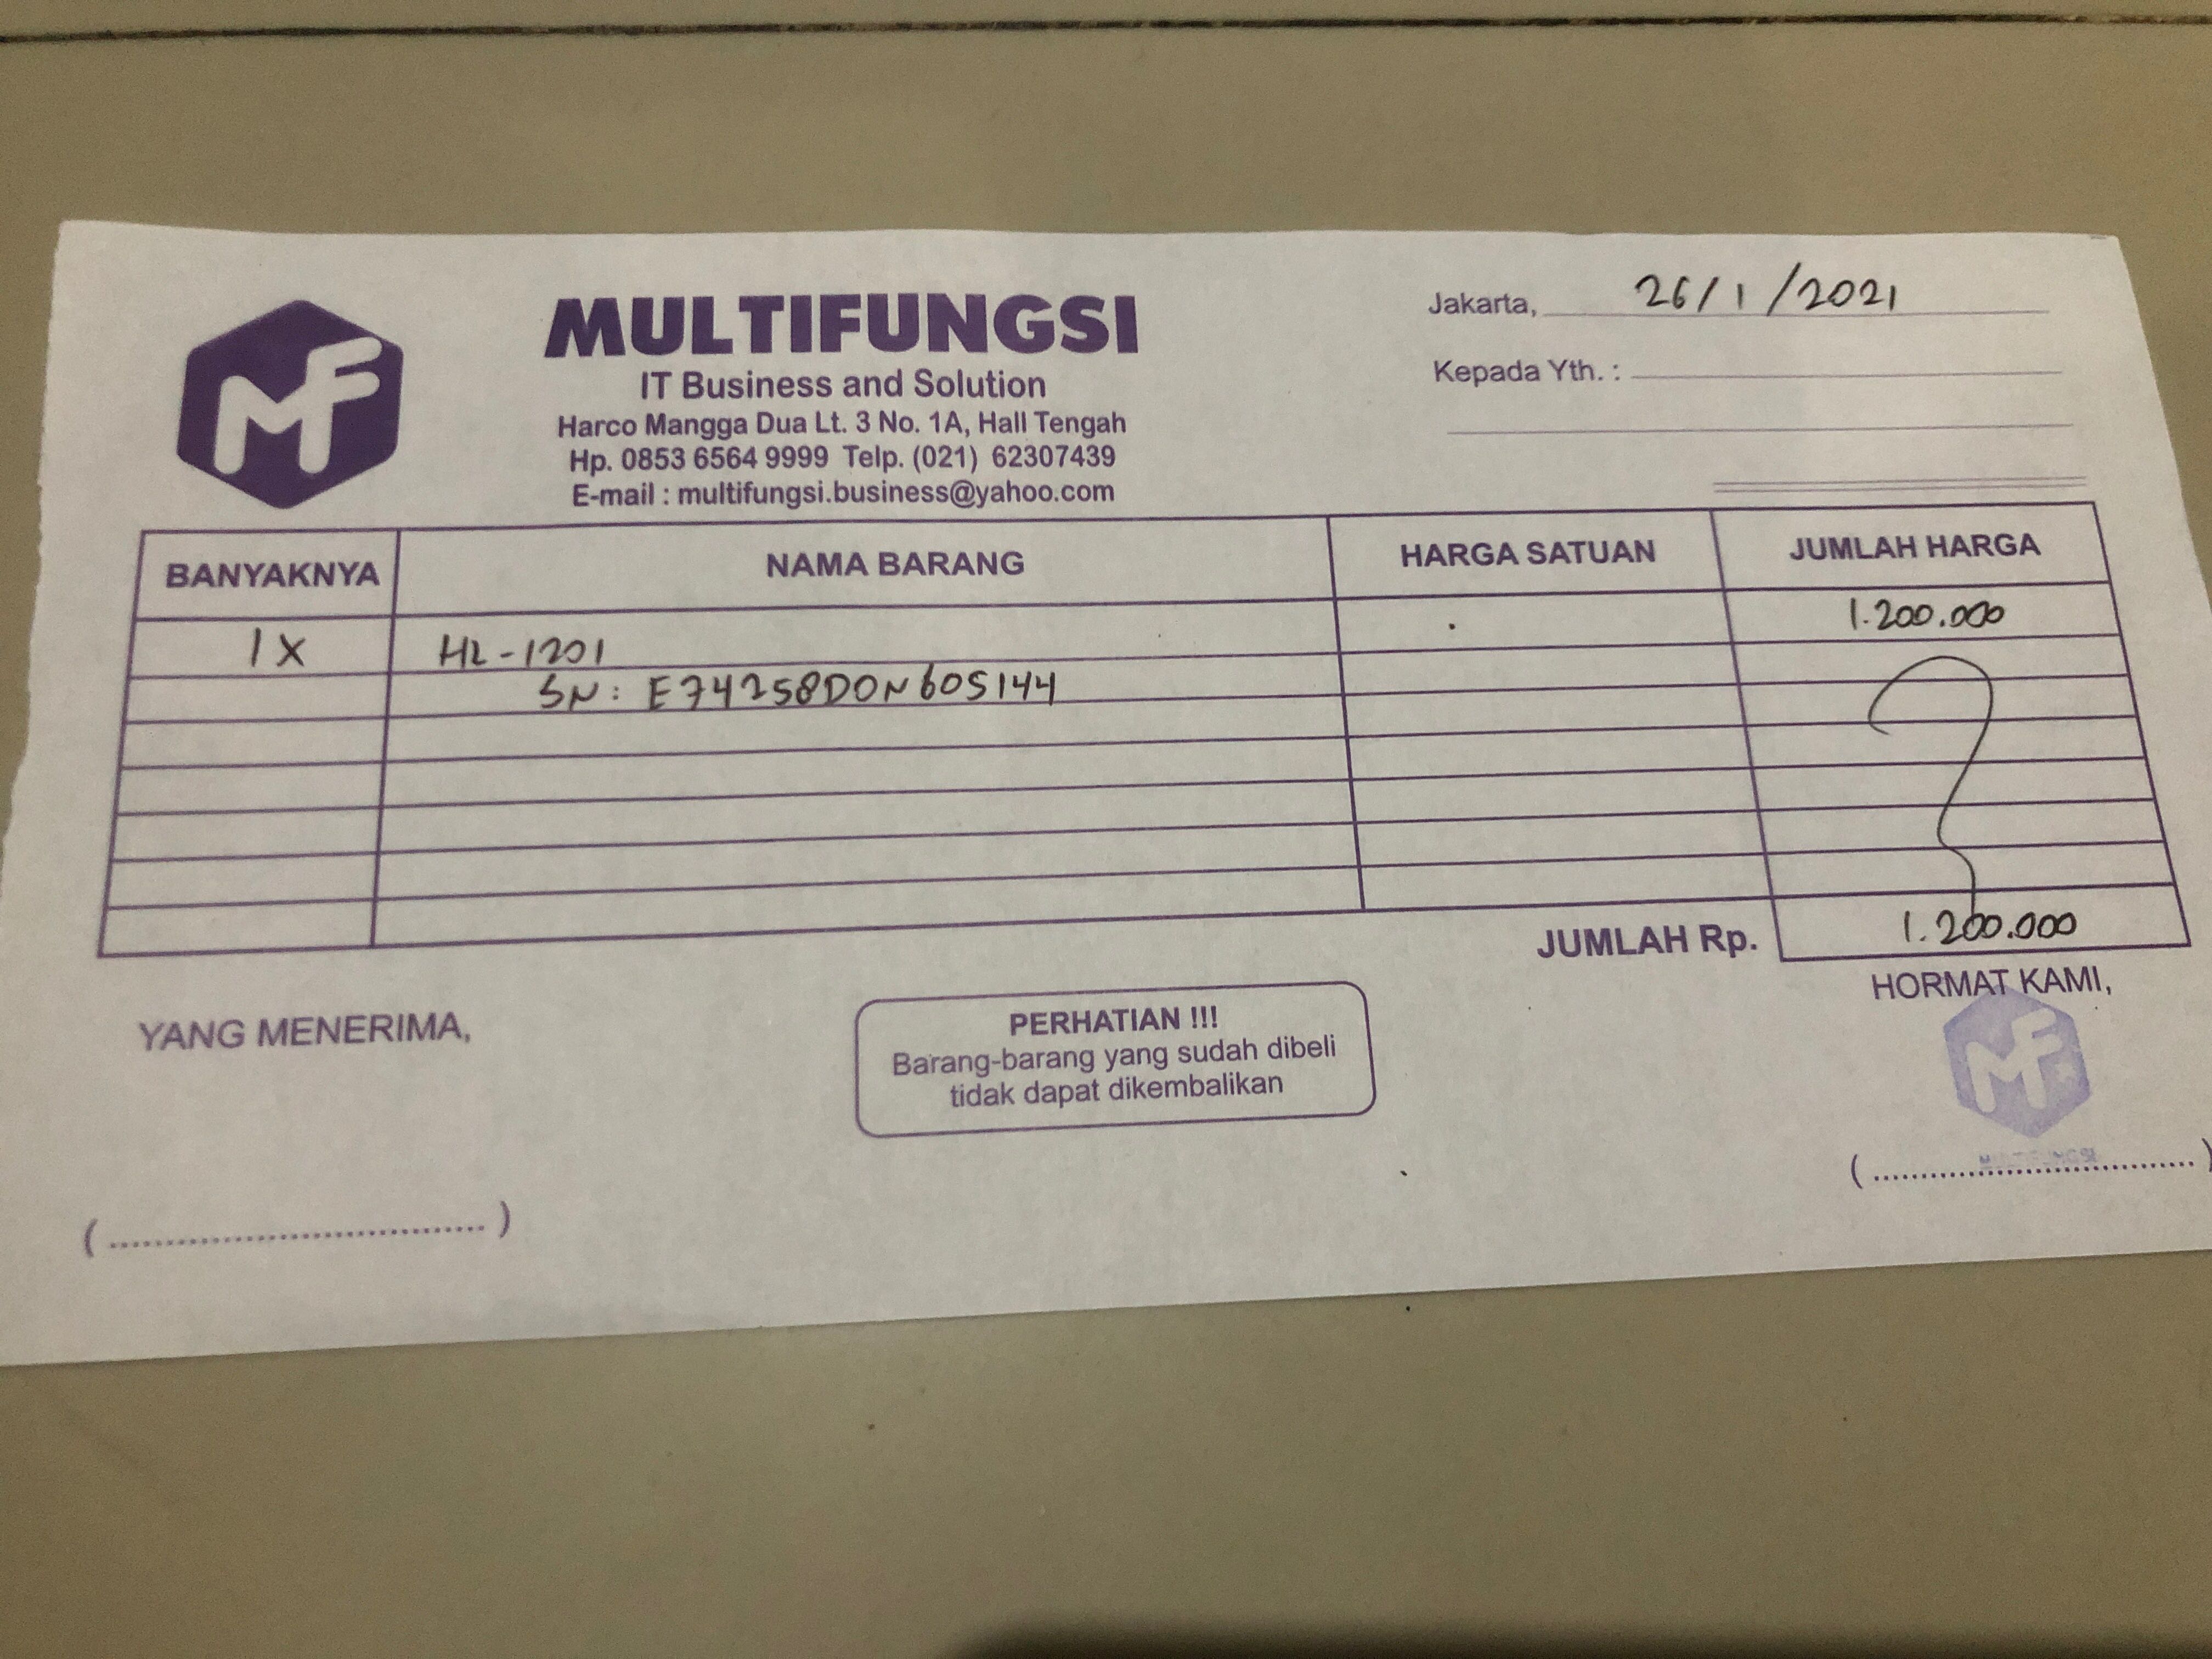 MF
MULTIFUNGSI
IT Business and Solution
Harco Mangga Dua Lt. 3 No. 1A, Hall Tengah
Hp. 0853 6564 9999 Telp. (021) 62307439
E-mail : multifungsi.business@yahoo.com
Jakarta, 26/1/2021
Kepada Yth. :
BANYAKNYA NAMA BARANG HARGA SATUAN JUMLAH HARGA
1X HL-1201 1.200.000
SN: E74258D0N605144
JUMLAH Rp. 1.200.000
YANG MENERIMA,
PERHATIAN !!!
Barang-barang yang sudah dibeli
tidak dapat dikembalikan
HORMAT KAMI,
MF
MULTIFUNGSI
(....................................)
(....................................)